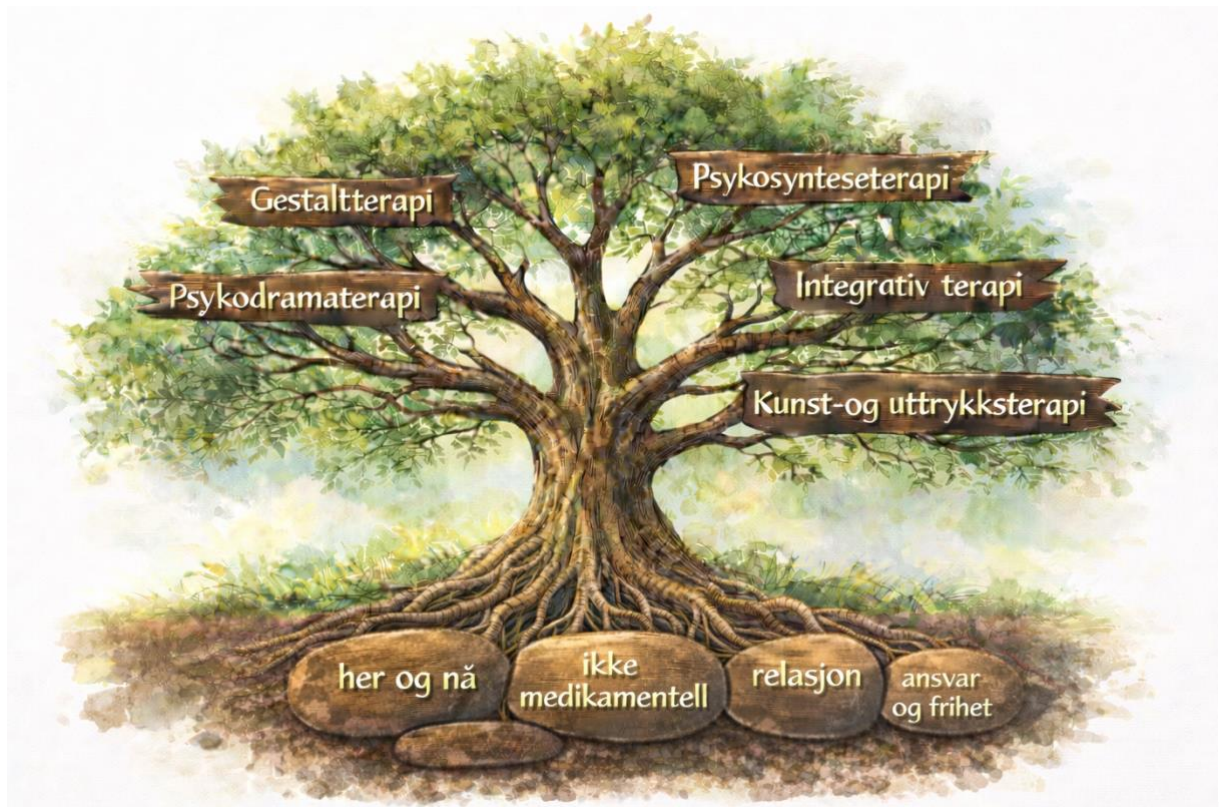 Gestaltterapi
Psykosynteseterapi
Psykodramaterapi
Integrativ terapi
Kunst-og uttrykksterapi
her og nå
ikke
medikamentell
relasjon
ansvar
og frihet